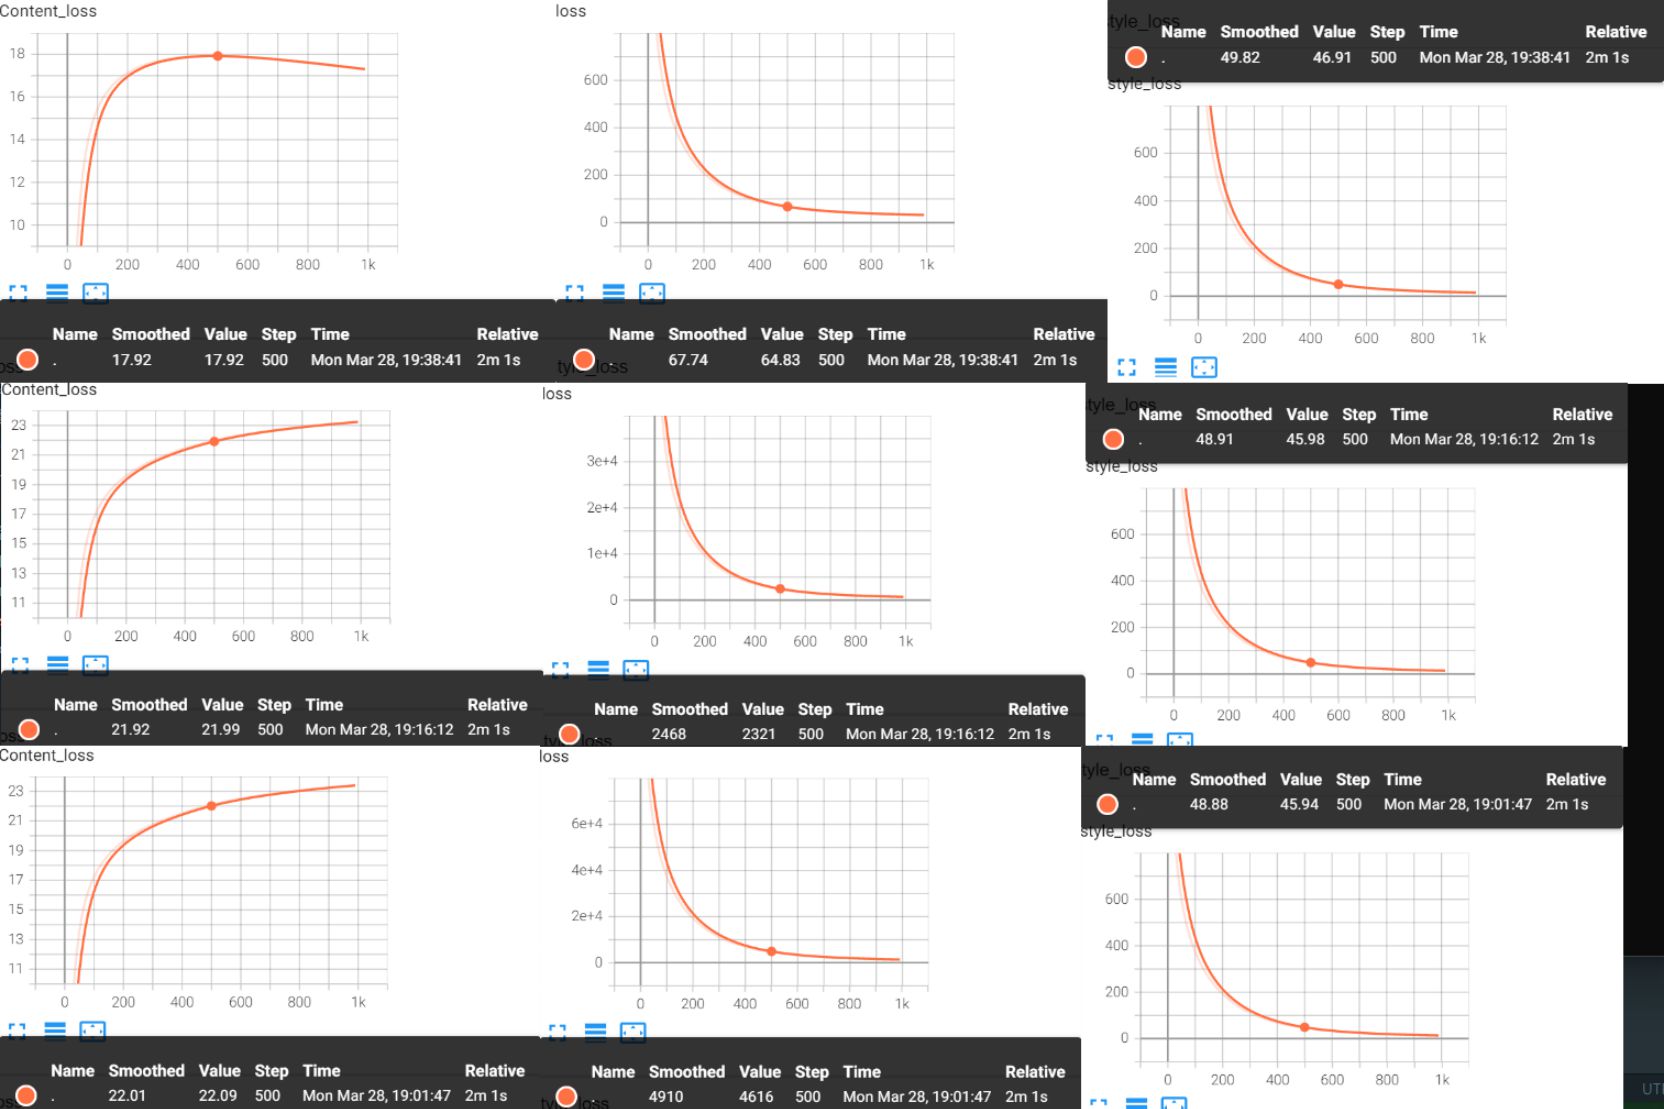 Content_loss
18
16
14
12
10
0 200 400 600 800 1k
Name Smoothed Value Step Time Relative
. 17.92 17.92 500 Mon Mar 28, 19:38:41 2m 1s
loss
600
400
200
0
0 200 400 600 800 1k
Name Smoothed Value Step Time Relative
. 67.74 64.83 500 Mon Mar 28, 19:38:41 2m 1s
tyle_loss
style_loss
Name Smoothed Value Step Time Relative
. 49.82 46.91 500 Mon Mar 28, 19:38:41 2m 1s
style_loss
600
400
200
0
0 200 400 600 800 1k
Content_loss
23
21
19
17
15
13
11
0 200 400 600 800 1k
Name Smoothed Value Step Time Relative
. 21.92 21.99 500 Mon Mar 28, 19:16:12 2m 1s
loss
3e+4
2e+4
1e+4
0
0 200 400 600 800 1k
Name Smoothed Value Step Time Relative
. 2468 2321 500 Mon Mar 28, 19:16:12 2m 1s
tyle_loss
style_loss
Name Smoothed Value Step Time Relative
. 48.91 45.98 500 Mon Mar 28, 19:16:12 2m 1s
style_loss
600
400
200
0
0 200 400 600 800 1k
Content_loss
23
21
19
17
15
13
11
0 200 400 600 800 1k
Name Smoothed Value Step Time Relative
. 22.01 22.09 500 Mon Mar 28, 19:01:47 2m 1s
loss
6e+4
4e+4
2e+4
0
0 200 400 600 800 1k
Name Smoothed Value Step Time Relative
. 4910 4616 500 Mon Mar 28, 19:01:47 2m 1s
tyle_loss
tyle_loss
Name Smoothed Value Step Time Relative
. 48.88 45.94 500 Mon Mar 28, 19:01:47 2m 1s
style_loss
600
400
200
0
0 200 400 600 800 1k